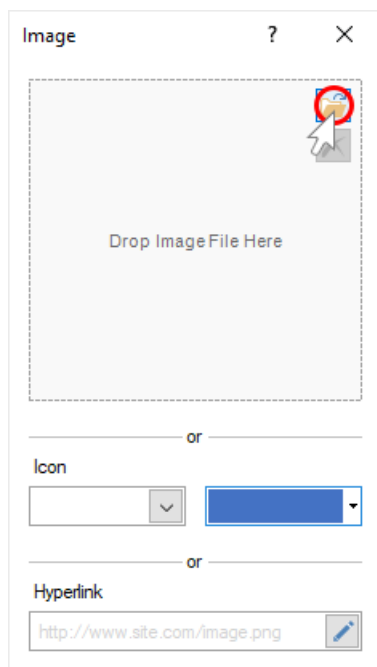 Image ?
Drop Image File Here
or
Icon
or
Hyperlink
http://www.site.com/image.png